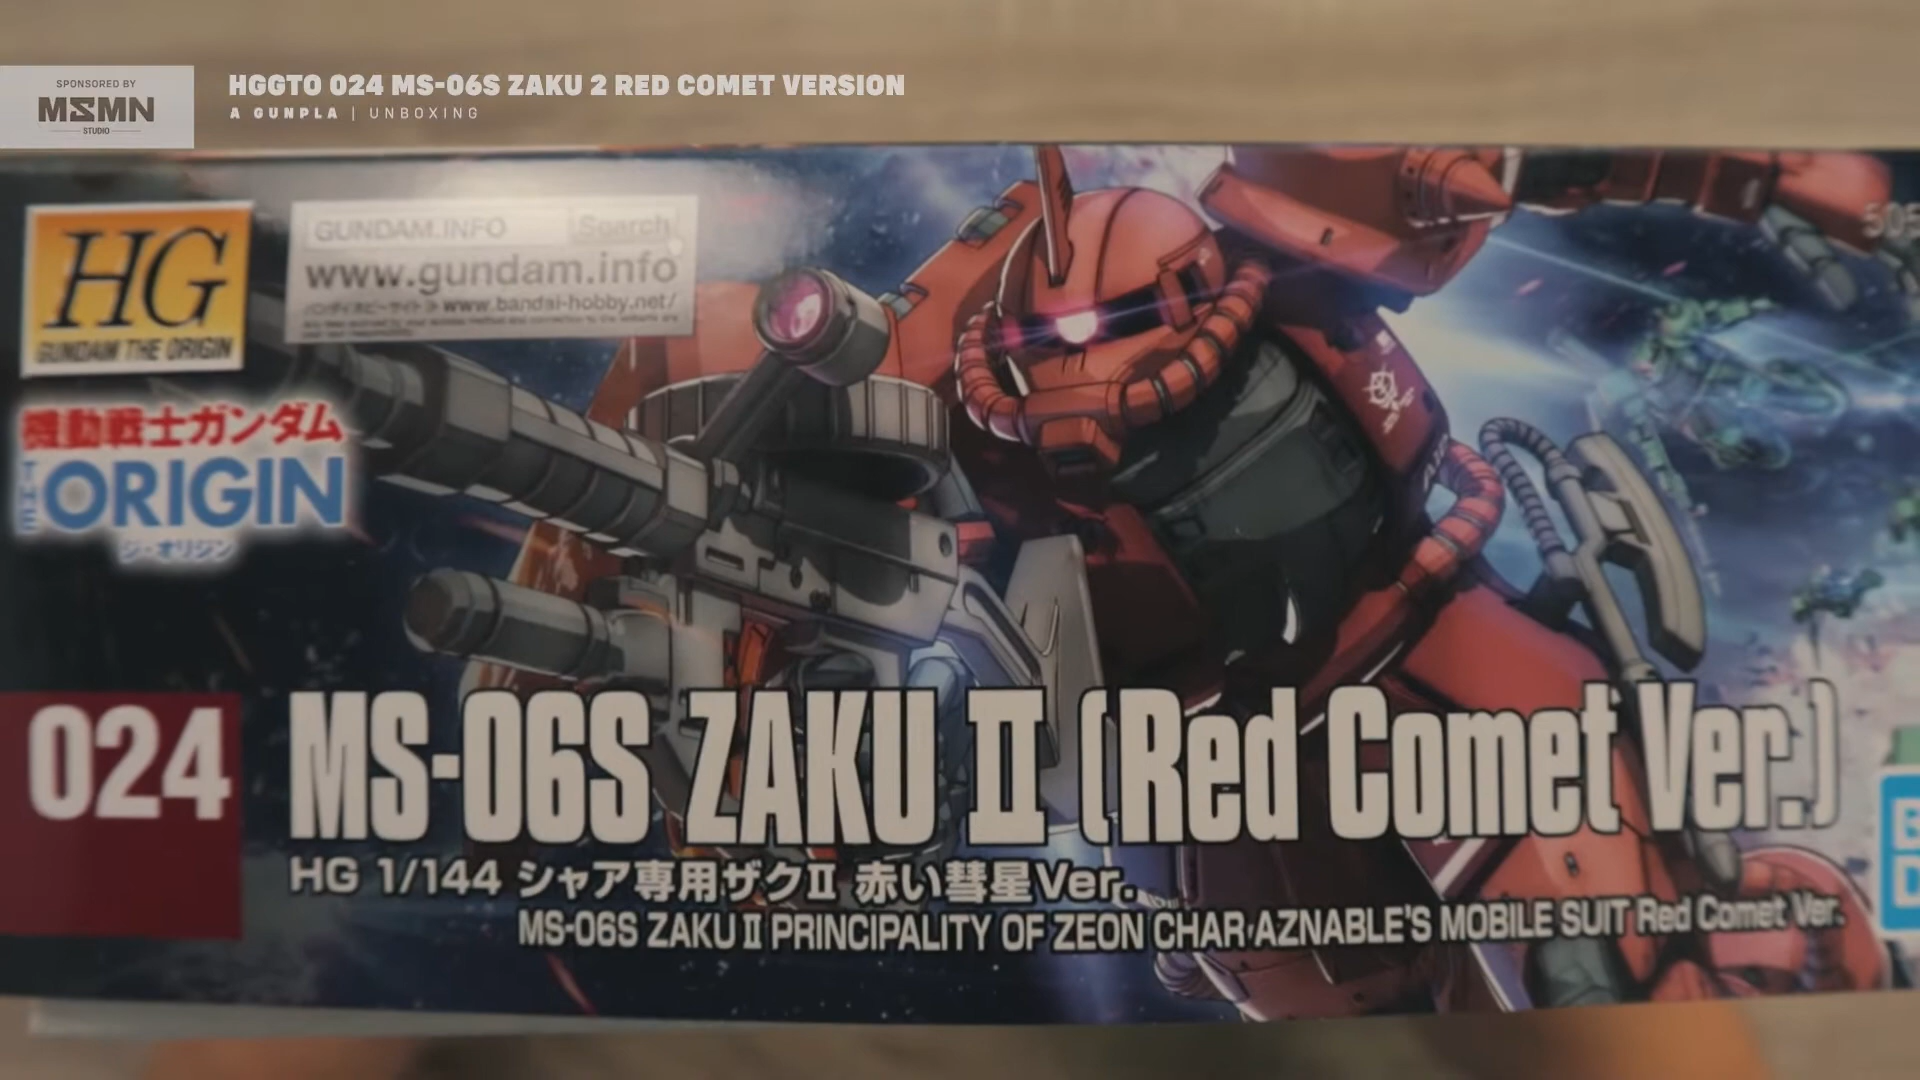 SPONSORED BY
MSMN
STUDIO
HGGTO 024 MS-06S ZAKU 2 RED COMET VERSION
A GUNPLA | UNBOXING
HG
GUNDAM THE ORIGIN
GUNDAM.INFO Search
www.gundam.info
バンダイホビーサイト ≫ www.bandai-hobby.net/
機動戦士ガンダム
THE ORIGIN
ジ・オリジン
024
MS-06S ZAKU II (Red Comet Ver.)
HG 1/144 シャア専用ザクII 赤い彗星Ver.
MS-06S ZAKU II PRINCIPALITY OF ZEON CHAR AZNABLE'S MOBILE SUIT Red Comet Ver.